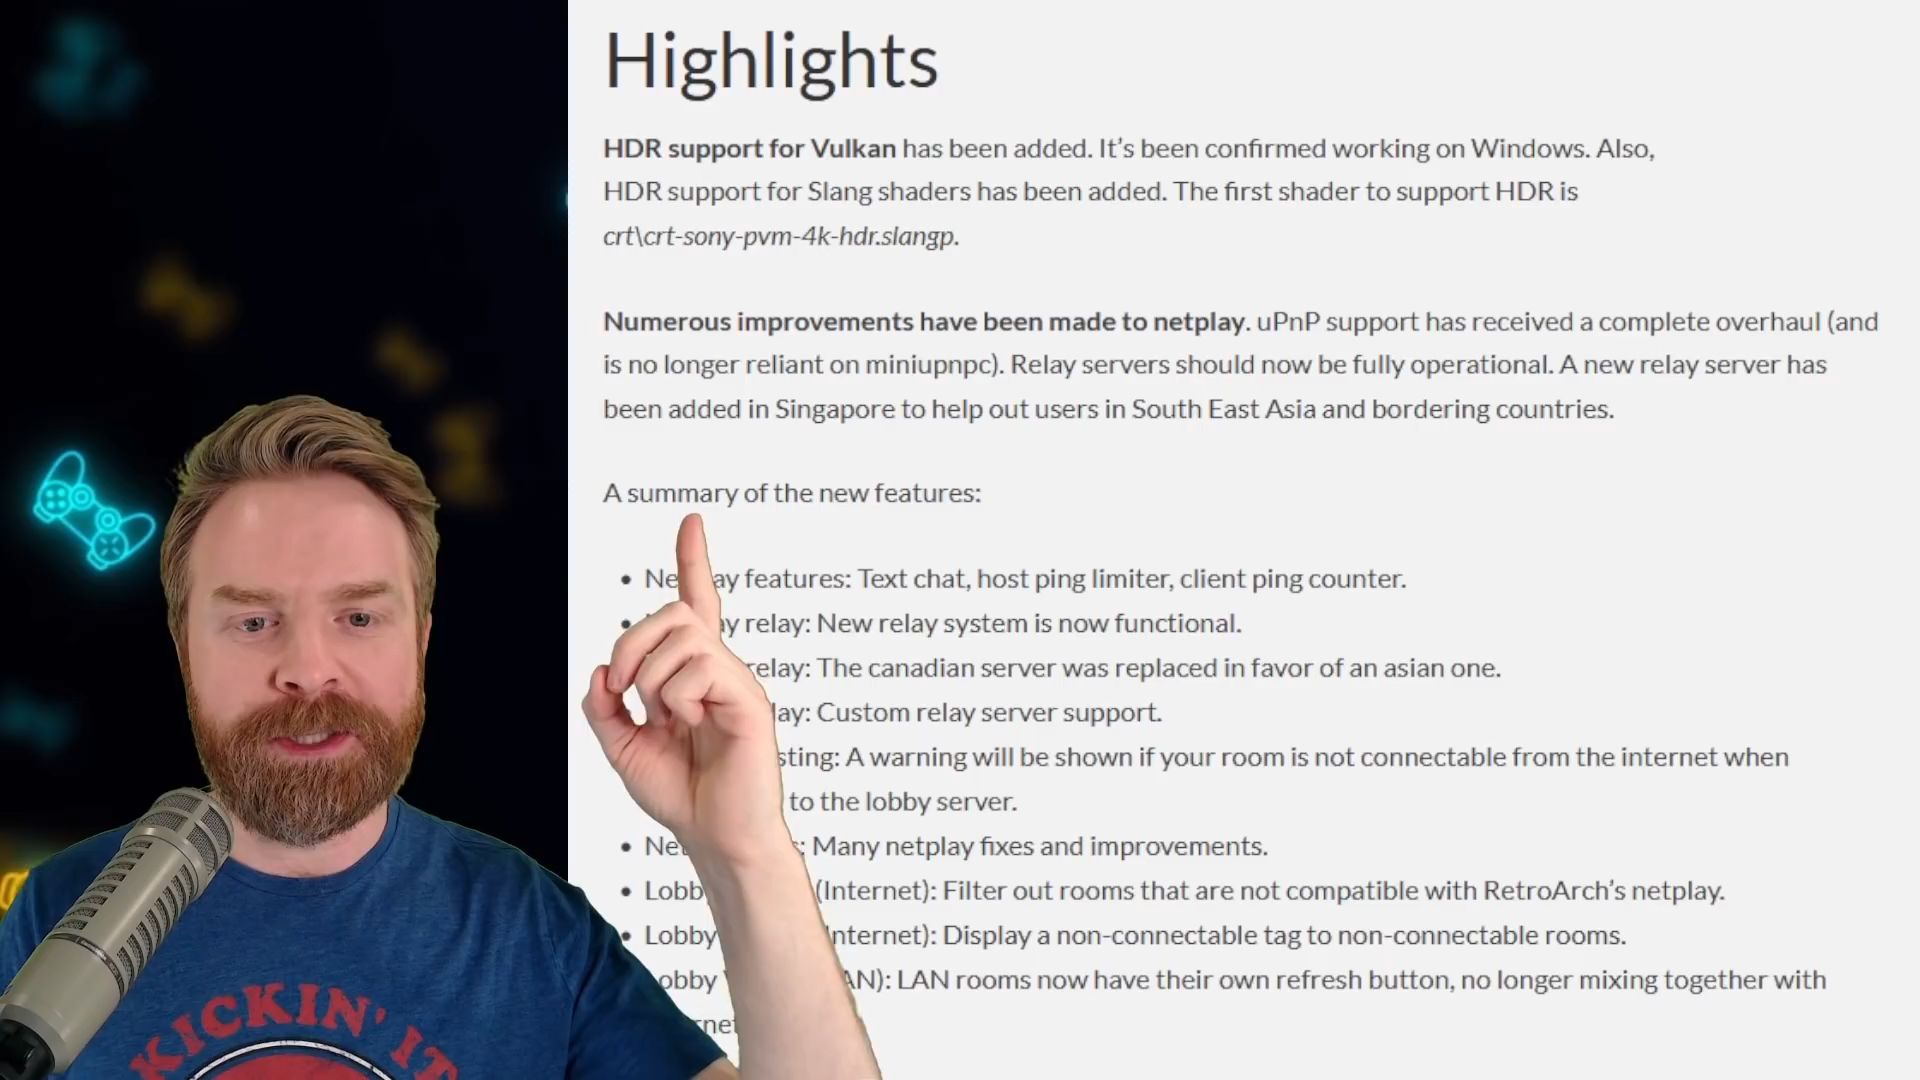 Highlights
HDR support for Vulkan has been added. It's been confirmed working on Windows. Also,
HDR support for Slang shaders has been added. The first shader to support HDR is
crt\crt-sony-pvm-4k-hdr.slangp.
Numerous improvements have been made to netplay. uPnP support has received a complete overhaul (and
is no longer reliant on miniupnpc). Relay servers should now be fully operational. A new relay server has
been added in Singapore to help out users in South East Asia and bordering countries.
A summary of the new features:
features: Text chat, host ping limiter, client ping counter.
relay: New relay system is now functional.
The canadian server was replaced in favor of an asian one.
Custom relay server support.
A warning will be shown if your room is not connectable from the internet when
to the lobby server.
Many netplay fixes and improvements.
Lobby (Internet): Filter out rooms that are not compatible with RetroArch's netplay.
Lobby Internet): Display a non-connectable tag to non-connectable rooms.
LAN rooms now have their own refresh button, no longer mixing together with
KICKIN' IT